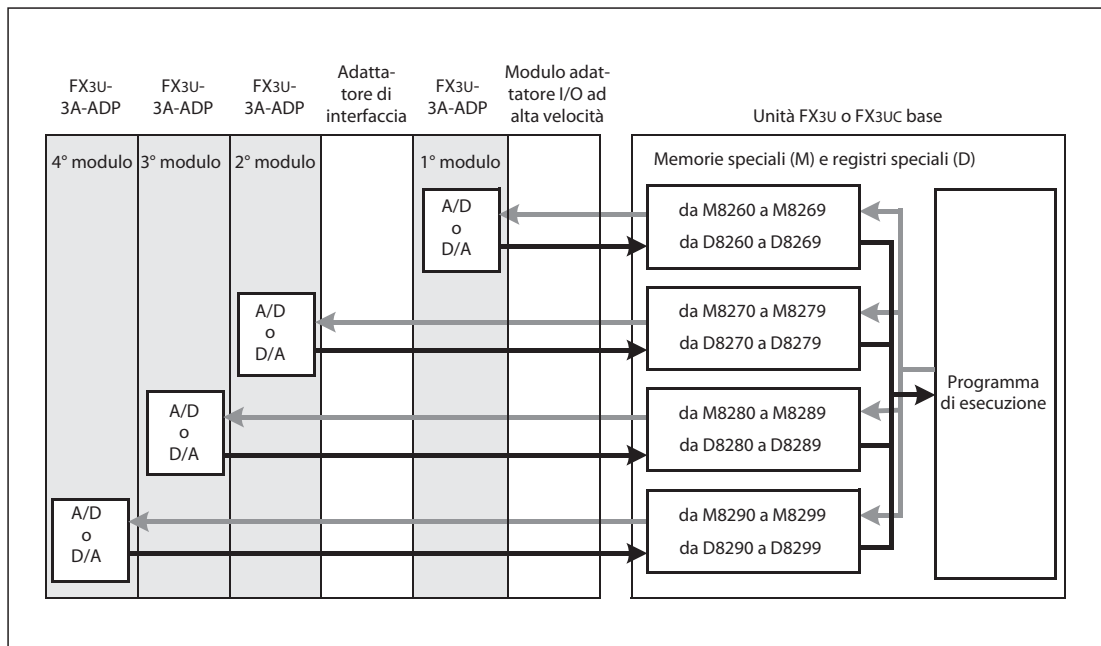 FX3U-
3A-ADP
FX3U-
3A-ADP
FX3U-
3A-ADP
Adatta-
tore di
interfaccia
FX3U-
3A-ADP
Modulo adat-
tatore I/O ad
alta velocità
Unità FX3U o FX3UC base
4° modulo
3° modulo
2° modulo
1° modulo
Memorie speciali (M) e registri speciali (D)
A/D
o
D/A
da M8260 a M8269
da D8260 a D8269
A/D
o
D/A
da M8270 a M8279
da D8270 a D8279
A/D
o
D/A
da M8280 a M8289
da D8280 a D8289
A/D
o
D/A
da M8290 a M8299
da D8290 a D8299
Programma
di esecuzione